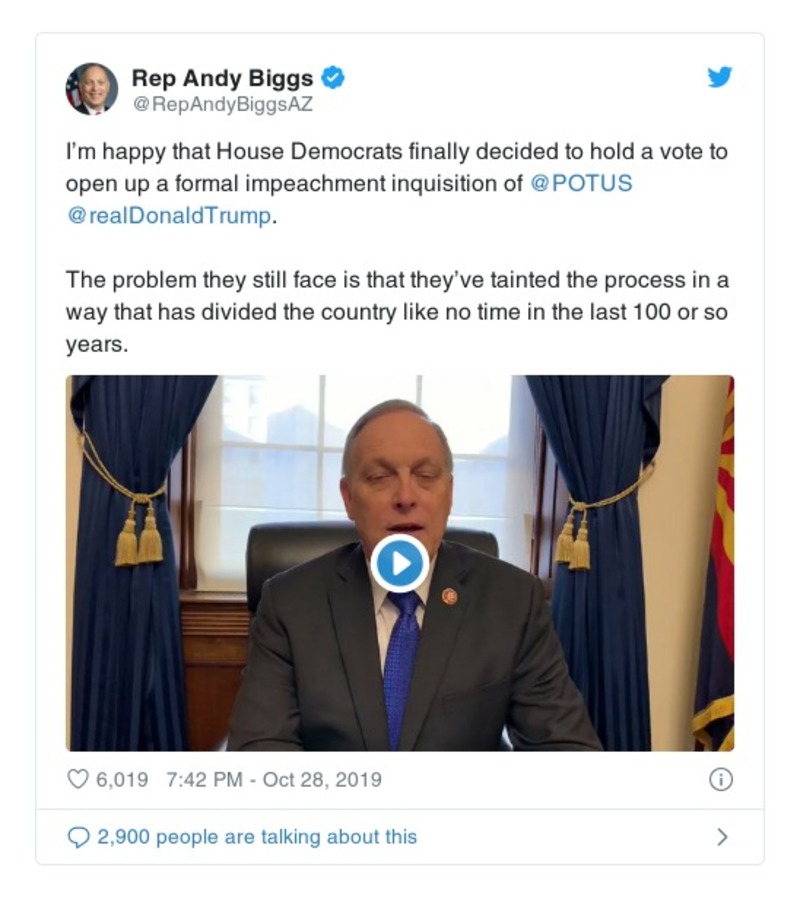 Rep Andy Biggs
@RepAndyBiggsAZ
I’m happy that House Democrats finally decided to hold a vote to
open up a formal impeachment inquisition of @POTUS
@realDonaldTrump.
The problem they still face is that they’ve tainted the process in a
way that has divided the country like no time in the last 100 or so
years.
6,019 7:42 PM - Oct 28, 2019
2,900 people are talking about this